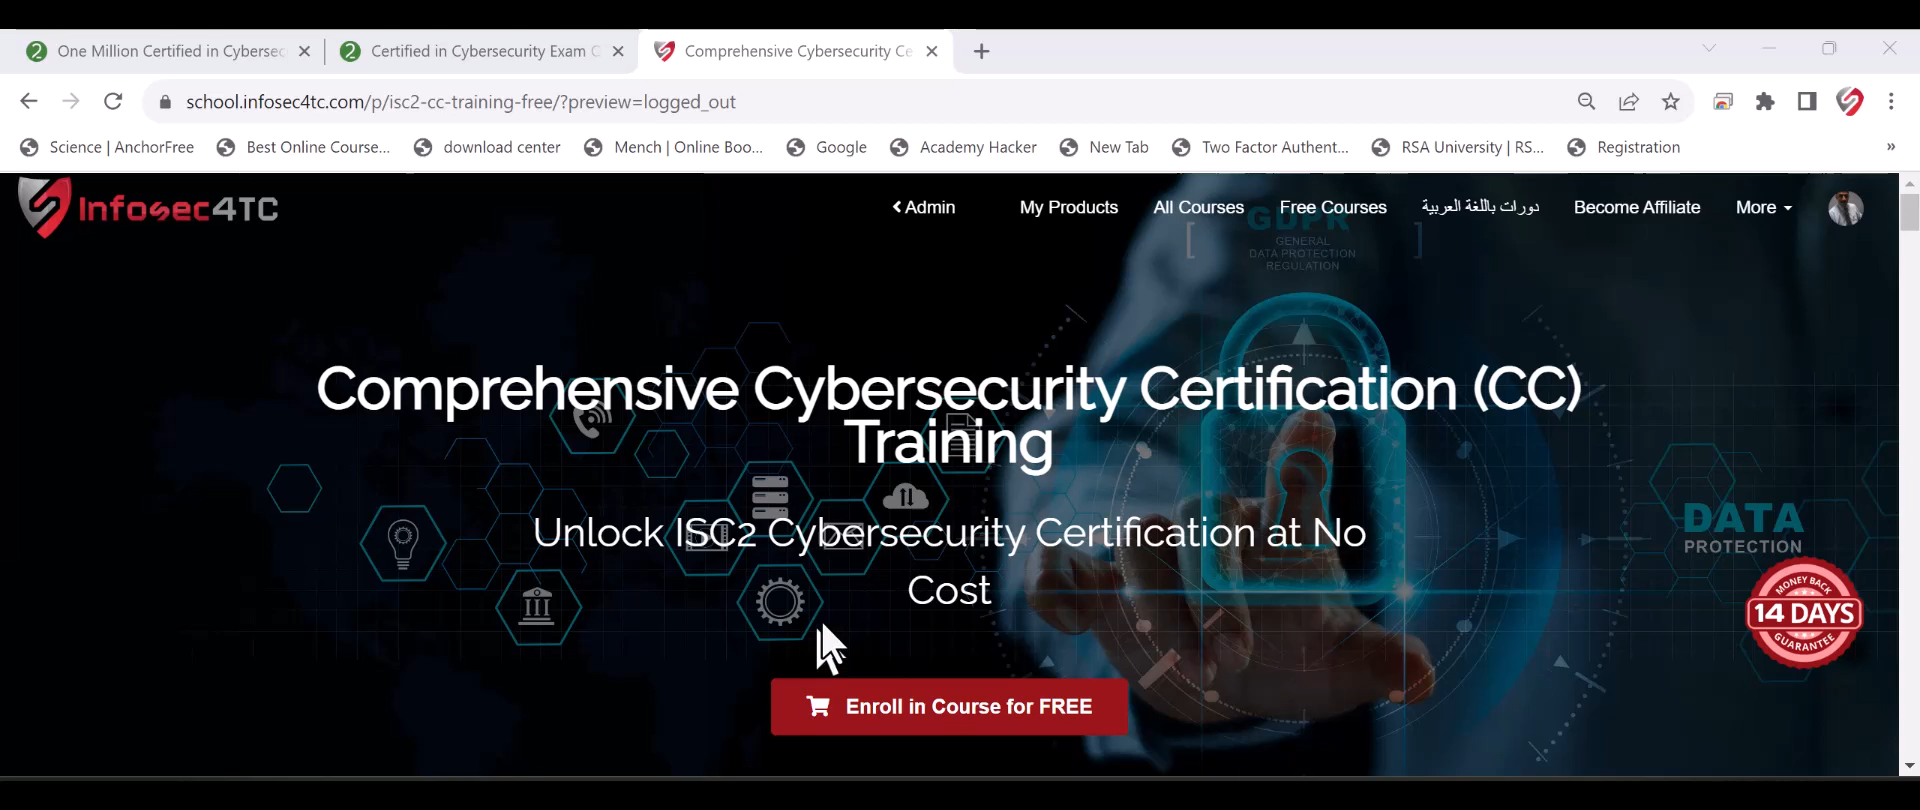 One Million Certified in Cybersec
Certified in Cybersecurity Exam
Comprehensive Cybersecurity Ce
school.infosec4tc.com/p/isc2-cc-training-free/?preview=logged_out
Science | AnchorFree
Best Online Course...
download center
Mench | Online Boo...
Google
Academy Hacker
New Tab
Two Factor Authent...
RSA University | RS...
Registration
»
Infosec4TC
Admin
My Products
All Courses
Free Courses
دورات باللغة العربية
Become Affiliate
More
GDPR
GENERAL
DATA PROTECTION
REGULATION
Comprehensive Cybersecurity Certification (CC)
Training
Unlock ISC2 Cybersecurity Certification at No
Cost
DATA
PROTECTION
MONEY BACK
14 DAYS
GUARANTEE
Enroll in Course for FREE